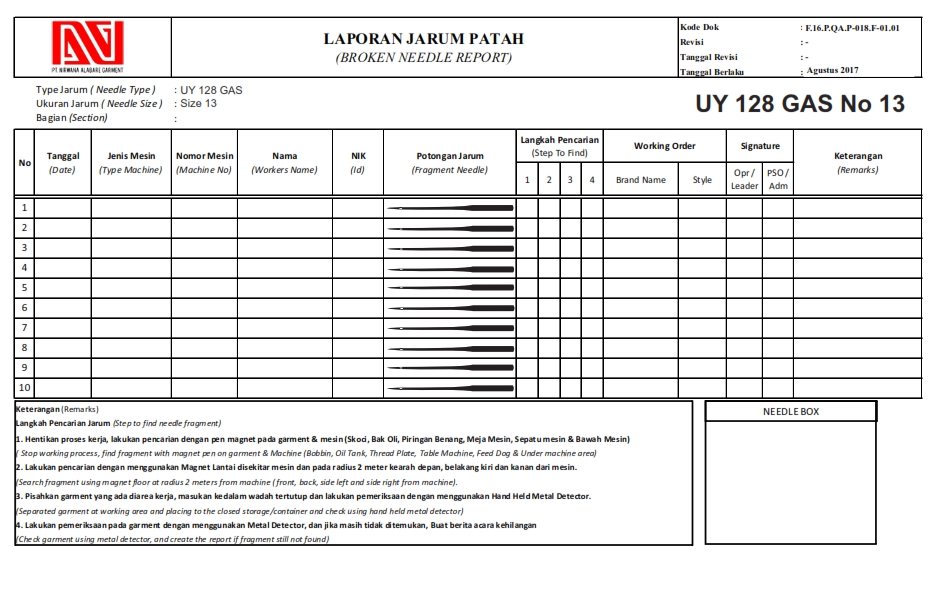 PT. NIRWANA ALABARE GARMENT
LAPORAN JARUM PATAH
(BROKEN NEEDLE REPORT)
Kode Dok : F.16.P.QA.P-018.F-01.01
Revisi : -
Tanggal Revisi : -
Tanggal Berlaku : Agustus 2017
Type Jarum ( Needle Type ) : UY 128 GAS
Ukuran Jarum ( Needle Size ) : Size 13
Bagian (Section) :
UY 128 GAS No 13
No
Tanggal
(Date)
Jenis Mesin
(Type Machine)
Nomor Mesin
(Machine No)
Nama
(Workers Name)
NIK
(Id)
Potongan Jarum
(Fragment Needle)
Langkah Pencarian
(Step To Find)
1 2 3 4
Working Order
Brand Name Style
Signature
Opr/
Leader
PSO/
Adm
Keterangan
(Remarks)
1
2
3
4
5
6
7
8
9
10
Keterangan (Remarks)
Langkah Pencarian Jarum (Step to find needle fragment)
1. Hentikan proses kerja, lakukan pencarian dengan pen magnet pada garment & mesin (Skoci, Bak Oli, Piringan Benang, Meja Mesin, Sepatu mesin & Bawah Mesin)
( Stop working process, find fragment with magnet pen on garment & Machine (Bobbin, Oil Tank, Thread Plate, Table Machine, Feed Dog & Under machine area)
2. Lakukan pencarian dengan menggunakan Magnet Lantai disekitar mesin dan pada radius 2 meter kearah depan, belakang kiri dan kanan dari mesin.
(Search fragment using magnet floor at radius 2 meters from machine ( front, back, side left and side right from machine).
3. Pisahkan garment yang ada diarea kerja, masukan kedalam wadah tertutup dan lakukan pemeriksaan dengan menggunakan Hand Held Metal Detector.
(Separated garment at working area and placing to the closed storage/container and check using hand held metal detector)
4. Lakukan pemeriksaan pada garment dengan menggunakan Metal Detector, dan jika masih tidak ditemukan, Buat berita acara kehilangan
(Check garment using metal detector, and create the report if fragment still not found)
NEEDLE BOX